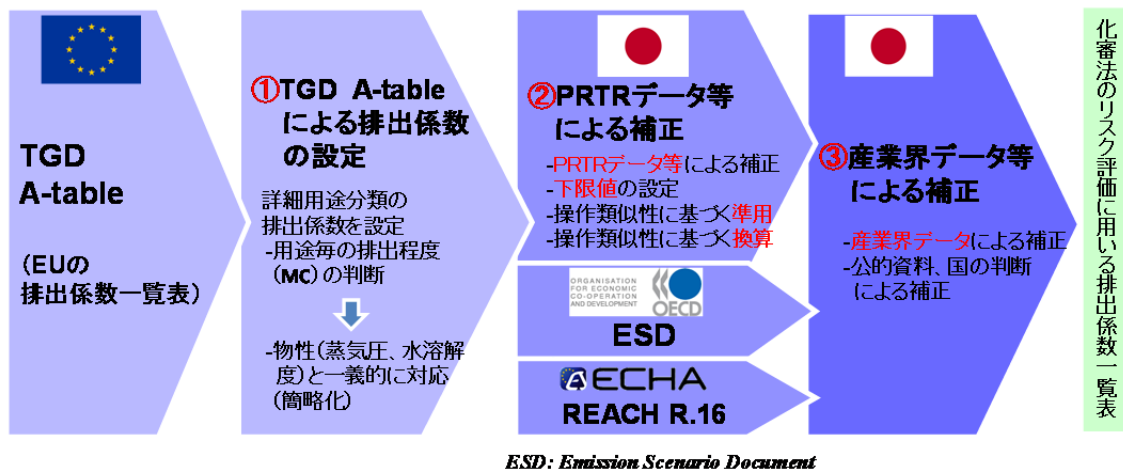 TGD
A-table
(EUの
排出係数一覧表)
①TGD A-table
による排出係数
の設定
詳細用途分類の
排出係数を設定
-用途毎の排出程度
(MC)の判断
-物性(蒸気圧、水溶解
度)と一義的に対応
(簡略化)
②PRTRデータ等
による補正
-PRTRデータ等による補正
-下限値の設定
-操作類似性に基づく準用
-操作類似性に基づく換算
ORGANISATION
FOR ECONOMIC
CO-OPERATION
AND DEVELOPMENT
OECD
ESD
ECHA
REACH R.16
③産業界データ等
による補正
-産業界データによる補正
-公的資料、国の判断
による補正
化審法のリスク評価に用いる排出係数一覧表
ESD: Emission Scenario Document